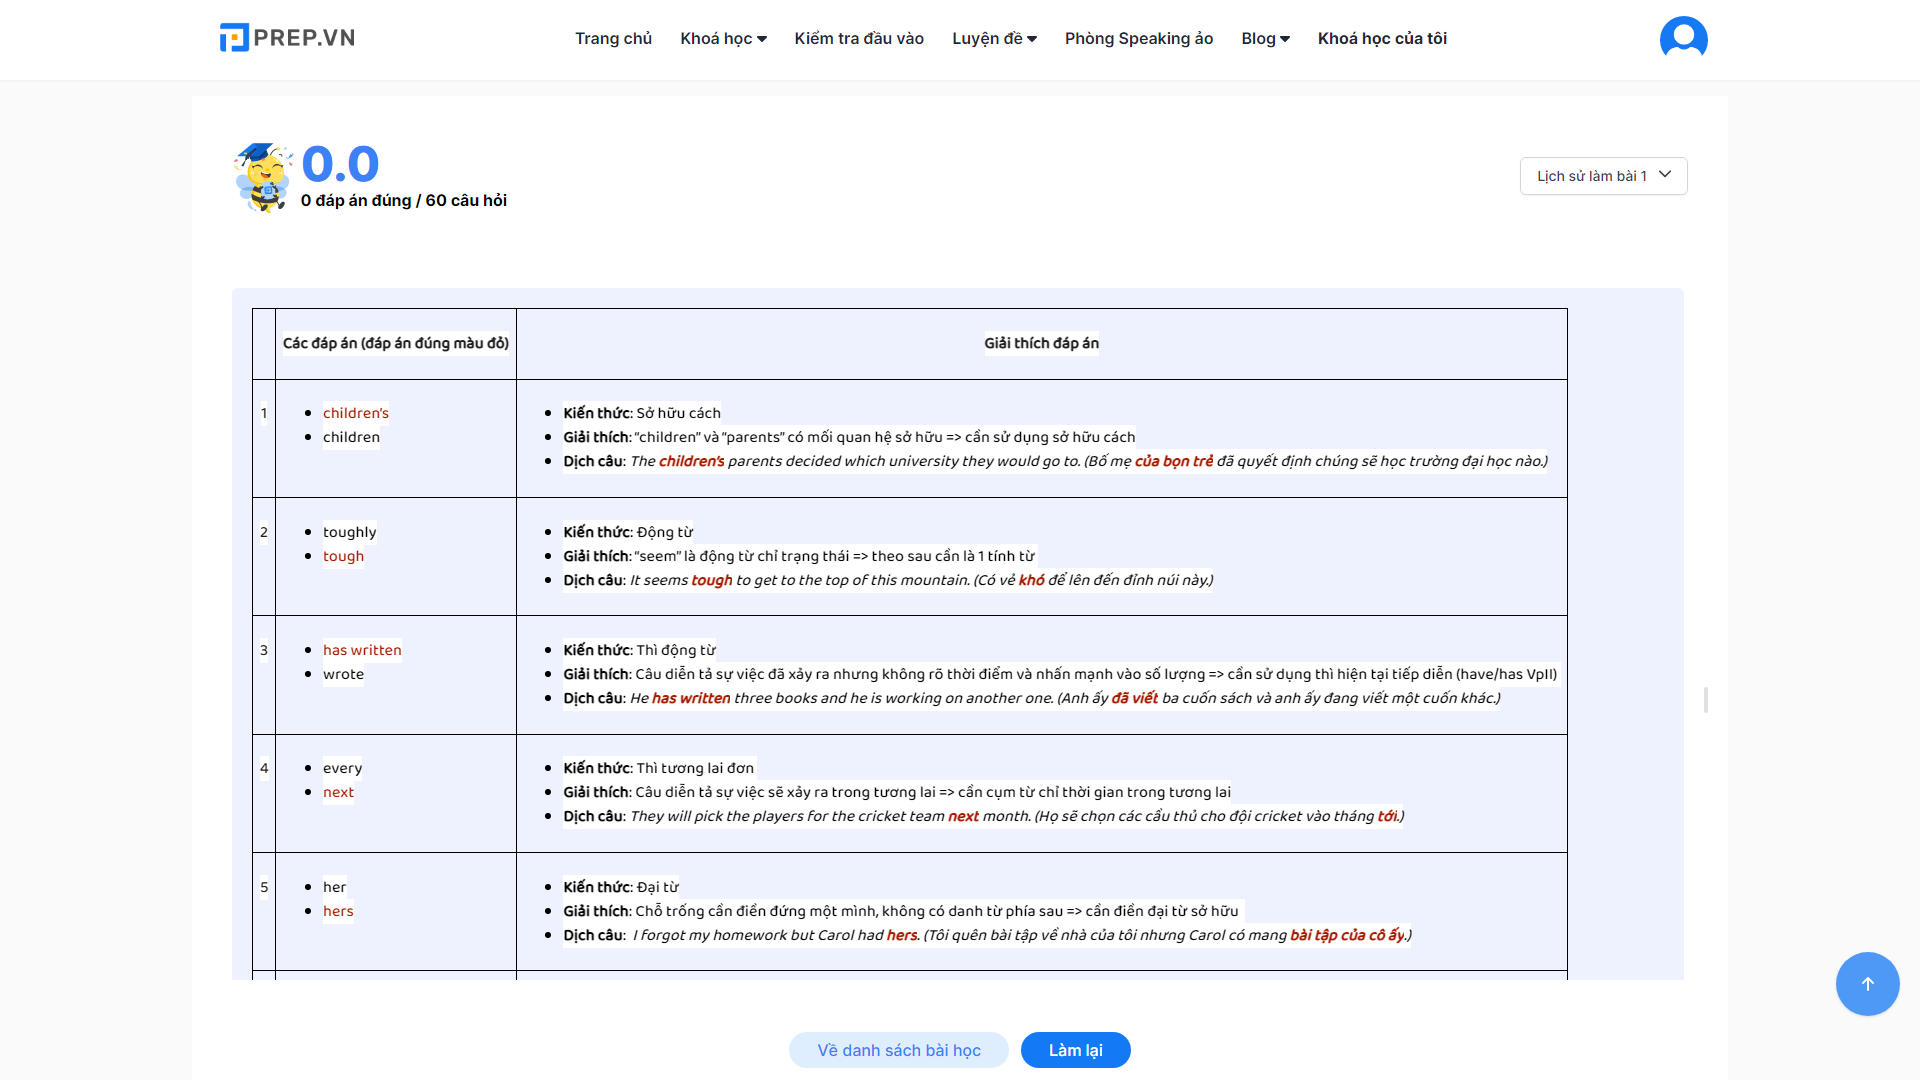 PREP.VN
Trang chủ Khoá học Kiểm tra đầu vào Luyện đề Phòng Speaking ảo Blog Khoá học của tôi
0.0
0 đáp án đúng / 60 câu hỏi
Lịch sử làm bài 1
Các đáp án (đáp án đúng màu đỏ) Giải thích đáp án
1
children's
children
Kiến thức: Sở hữu cách
Giải thích: “children” và “parents” có mối quan hệ sở hữu => cần sử dụng sở hữu cách
Dịch câu: The children’s parents decided which university they would go to. (Bố mẹ của bọn trẻ đã quyết định chúng sẽ học trường đại học nào.)
2
toughly
tough
Kiến thức: Động từ
Giải thích: “seem” là động từ chỉ trạng thái => theo sau cần là 1 tính từ
Dịch câu: It seems tough to get to the top of this mountain. (Có vẻ khó để lên đến đỉnh núi này.)
3
has written
wrote
Kiến thức: Thì động từ
Giải thích: Câu diễn tả sự việc đã xảy ra nhưng không rõ thời điểm và nhấn mạnh vào số lượng => cần sử dụng thì hiện tại tiếp diễn (have/has VpII)
Dịch câu: He has written three books and he is working on another one. (Anh ấy đã viết ba cuốn sách và anh ấy đang viết một cuốn khác.)
4
every
next
Kiến thức: Thì tương lai đơn
Giải thích: Câu diễn tả sự việc sẽ xảy ra trong tương lai => cần cụm từ chỉ thời gian trong tương lai
Dịch câu: They will pick the players for the cricket team next month. (Họ sẽ chọn các cầu thủ cho đội cricket vào tháng tới.)
5
her
hers
Kiến thức: Đại từ
Giải thích: Chỗ trống cần điền đứng một mình, không có danh từ phía sau => cần điền đại từ sở hữu
Dịch câu: I forgot my homework but Carol had hers. (Tôi quên bài tập về nhà của tôi nhưng Carol có mang bài tập của cô ấy.)
Về danh sách bài học Làm lại